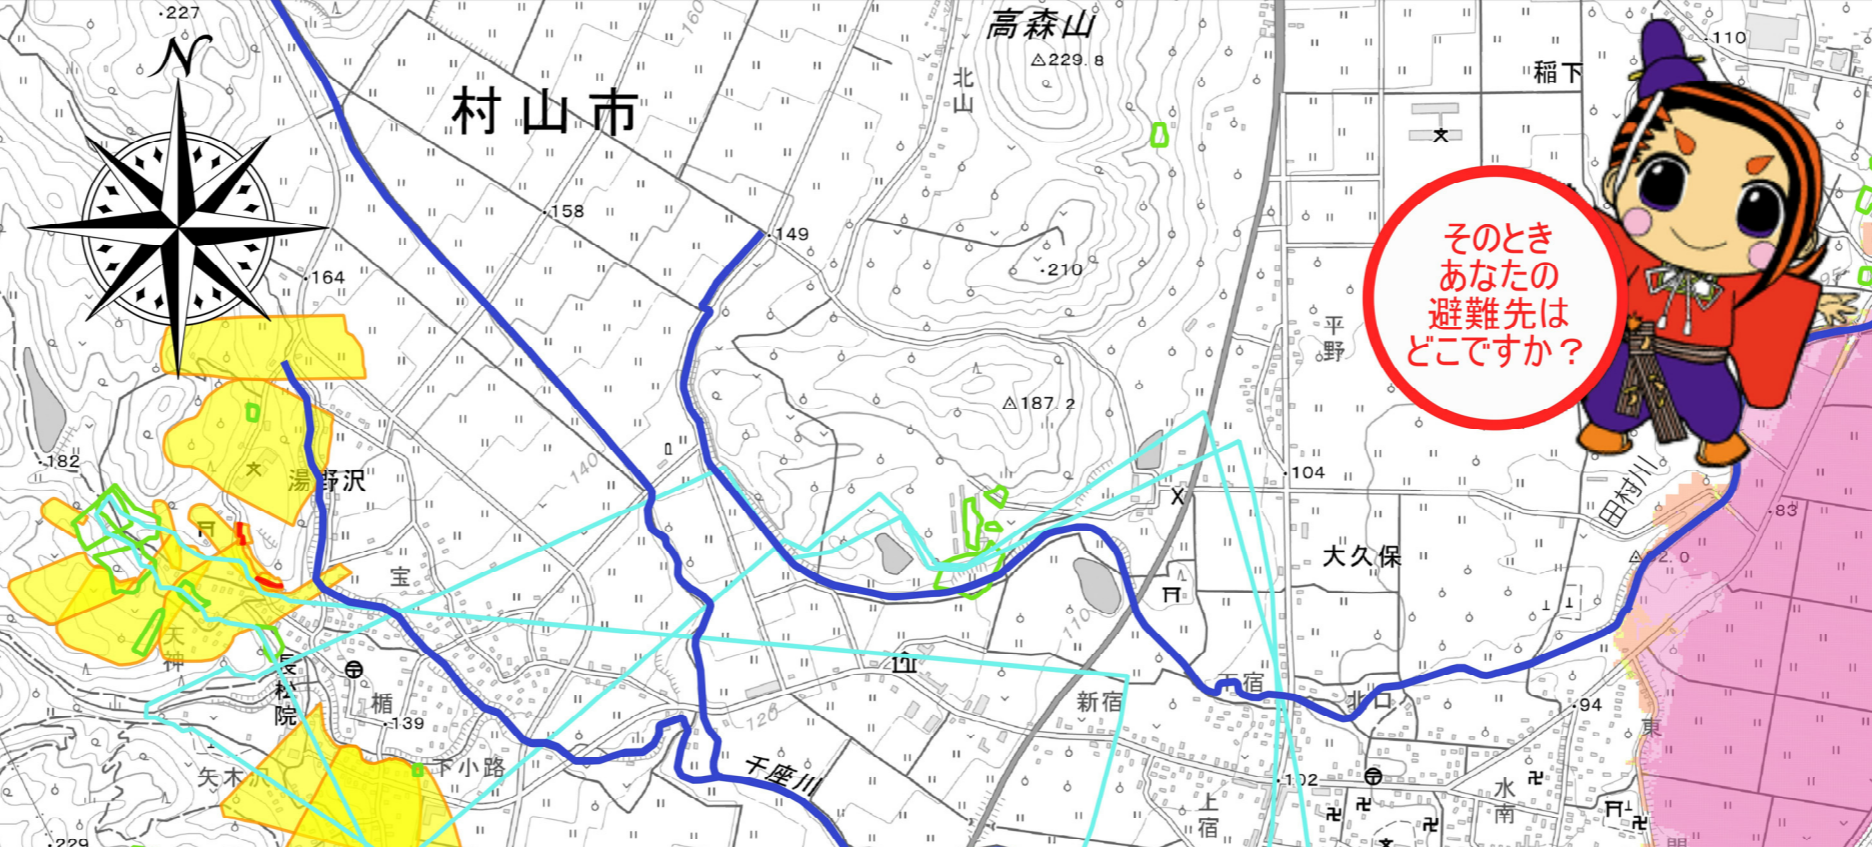 ·227
N
高森山
△229.8
160
北山
110
稲下
村山市
·158
·149
·164
·210
そのとき
あなたの
避難先は
どこですか？
平野
△187.2
·182
湯野沢
140
·104
田村川
·83
大久保
宝
110
天神
長松院
楯
·139
新宿
北口
·94
東
120
下小路
千座川
·102
水南
上宿
·229